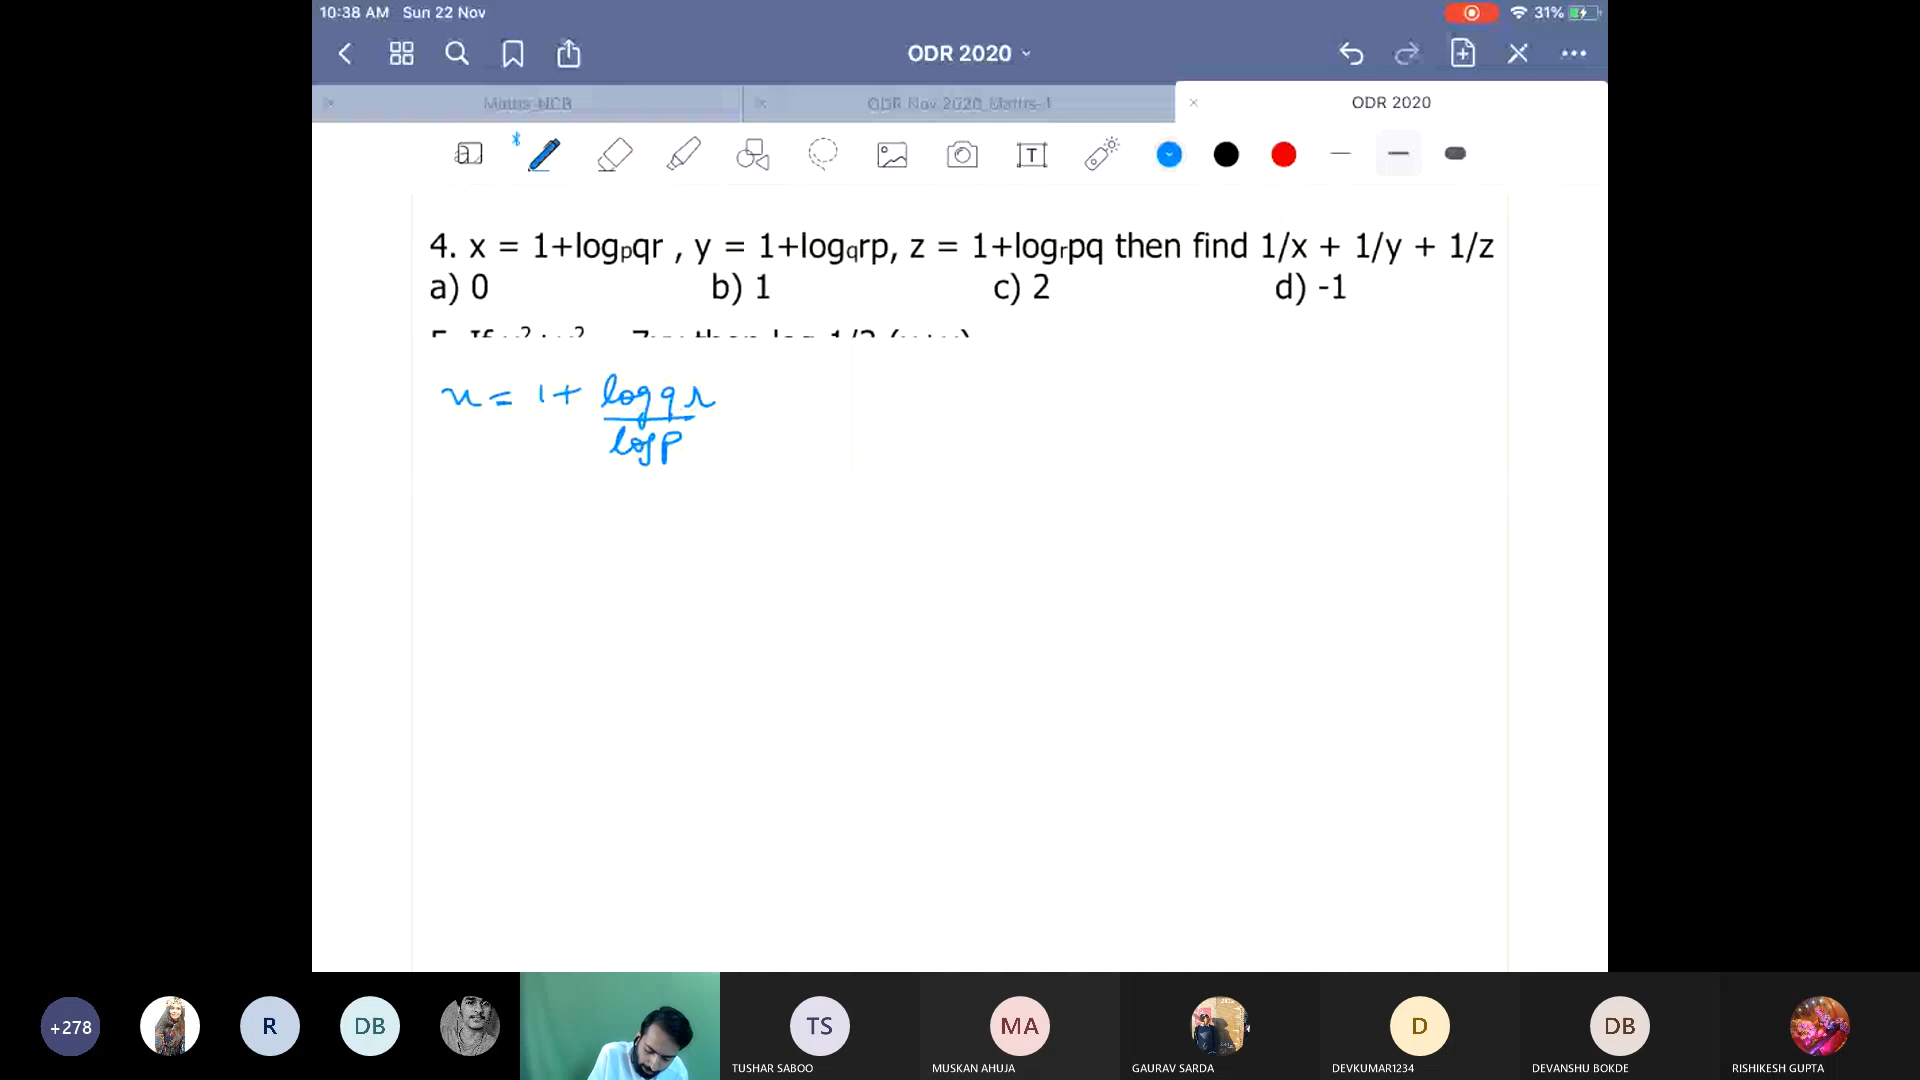 10:38 AM Sun 22 Nov
31%
ODR 2020
Maths_NCB
ODR Nov 2020_Maths-1
ODR 2020
T
4. x = 1+logpqr , y = 1+logqrp, z = 1+logrpq then find 1/x + 1/y + 1/z
a) 0 b) 1 c) 2 d) -1
x = 1 + log qr
log p
+278
R
DB
TS
MA
D
DB
TUSHAR SABOO
MUSKAN AHUJA
GAURAV SARDA
DEVKUMAR1234
DEVANSHU BOKDE
RISHIKESH GUPTA